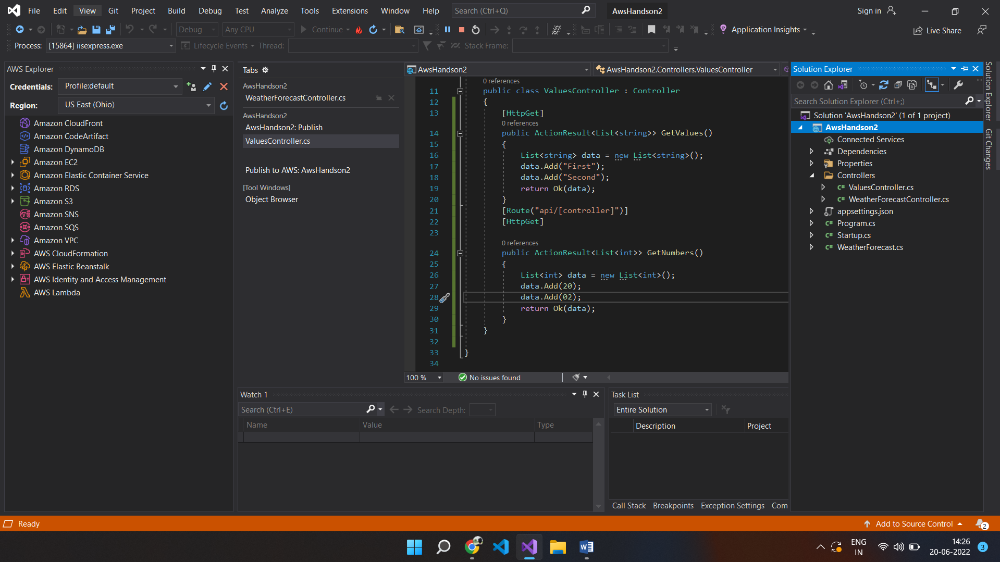 File Edit View Git Project Build Debug Test Analyze Tools Extensions Window Help Search (Ctrl+Q) AwsHandson2 Sign in
Debug Any CPU Continue Application Insights Live Share
Process: [15864] iisexpress.exe Lifecycle Events Thread: Stack Frame:
AWS Explorer
Credentials: Profile:default
Region: US East (Ohio)
Amazon CloudFront
Amazon CodeArtifact
Amazon DynamoDB
Amazon EC2
Amazon Elastic Container Service
Amazon RDS
Amazon S3
Amazon SNS
Amazon SQS
Amazon VPC
AWS CloudFormation
AWS Elastic Beanstalk
AWS Identity and Access Management
AWS Lambda
Tabs
AwsHandson2
WeatherForecastController.cs
AwsHandson2
AwsHandson2: Publish
ValuesController.cs
Publish to AWS: AwsHandson2
[Tool Windows]
Object Browser
AwsHandson2 AwsHandson2.Controllers.ValuesController
0 references
11 public class ValuesController : Controller
12 {
13 [HttpGet]
0 references
14 public ActionResult<List<string>> GetValues()
15 {
16 List<string> data = new List<string>();
17 data.Add("First");
18 data.Add("Second");
19 return Ok(data);
20 }
21 [Route("api/[controller]")]
22 [HttpGet]
23
0 references
24 public ActionResult<List<int>> GetNumbers()
25 {
26 List<int> data = new List<int>();
27 data.Add(20);
28 data.Add(02);
29 return Ok(data);
30 }
31 }
32
33 }
34
100 % No issues found
Watch 1
Search (Ctrl+E) Search Depth:
Name Value Type
Task List
Entire Solution
Description Project
Call Stack Breakpoints Exception Settings Com
Solution Explorer
Search Solution Explorer (Ctrl+;)
Solution 'AwsHandson2' (1 of 1 project)
AwsHandson2
Connected Services
Dependencies
Properties
Controllers
C# ValuesController.cs
C# WeatherForecastController.cs
appsettings.json
C# Program.cs
C# Startup.cs
C# WeatherForecast.cs
Solution Explorer
Git Changes
Ready Add to Source Control 2
ENG
IN
14:26
20-06-2022
3